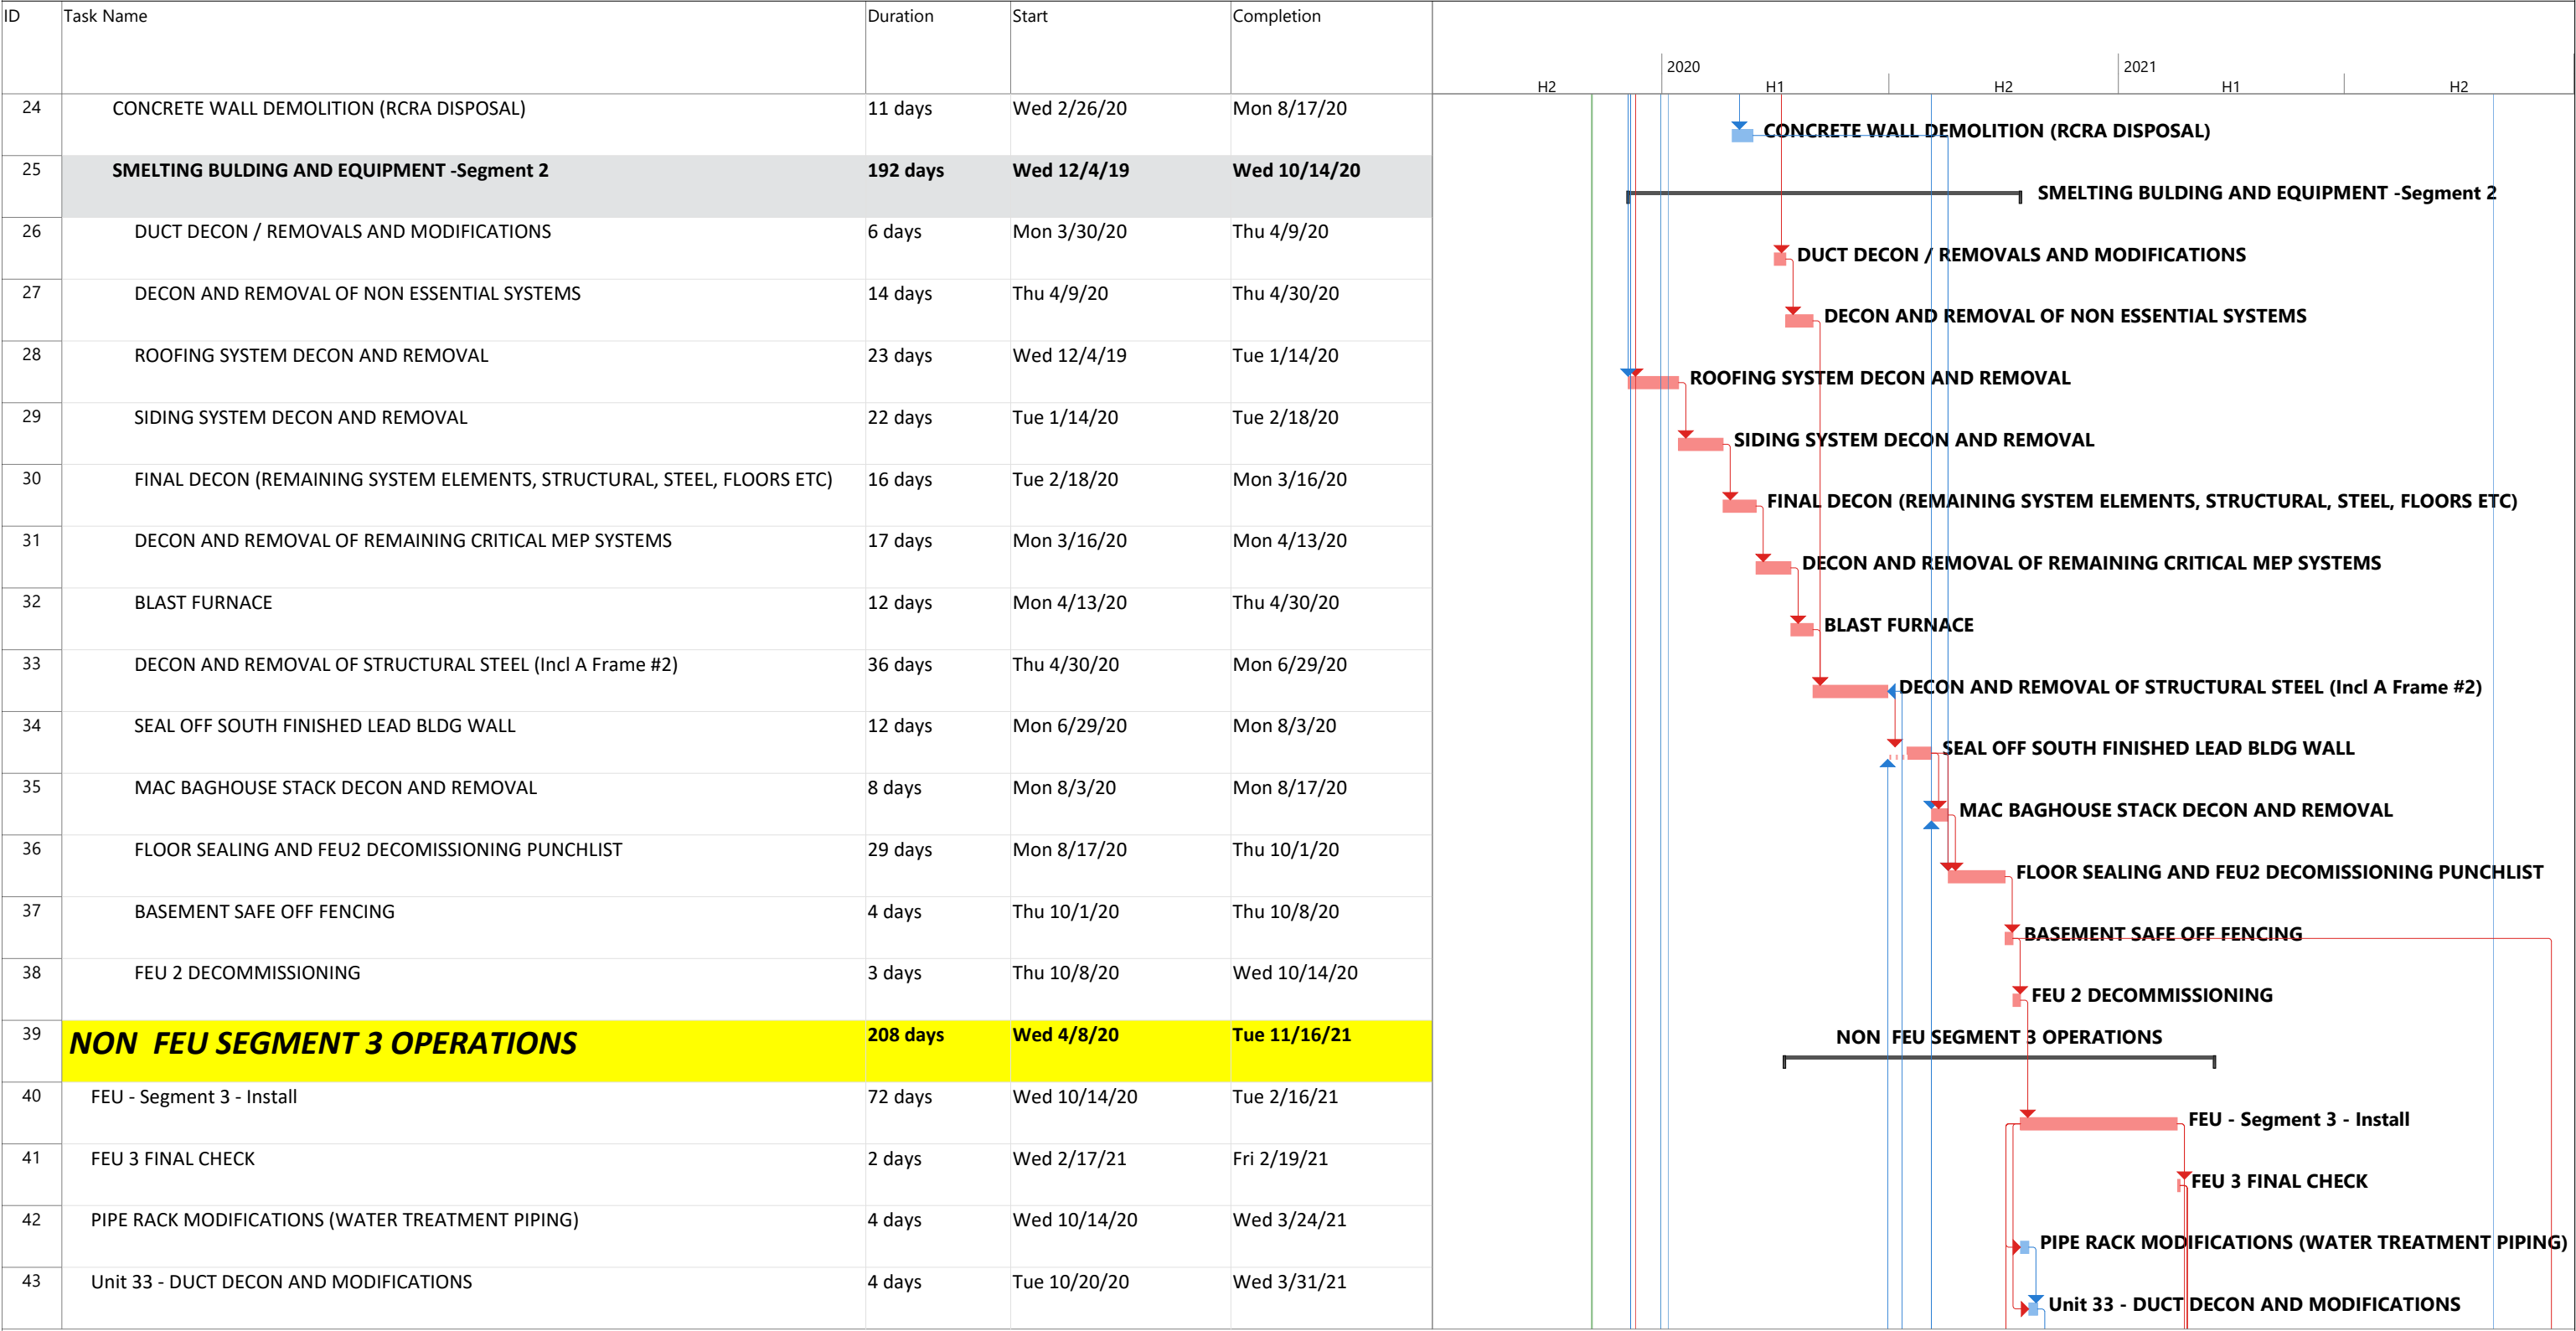 ID Task Name Duration Start Completion
2020 2021
H2 H1 H2 H1 H2
24 CONCRETE WALL DEMOLITION (RCRA DISPOSAL) 11 days Wed 2/26/20 Mon 8/17/20 CONCRETE WALL DEMOLITION (RCRA DISPOSAL)
25 SMELTING BULDING AND EQUIPMENT -Segment 2 192 days Wed 12/4/19 Wed 10/14/20 SMELTING BULDING AND EQUIPMENT -Segment 2
26 DUCT DECON / REMOVALS AND MODIFICATIONS 6 days Mon 3/30/20 Thu 4/9/20 DUCT DECON / REMOVALS AND MODIFICATIONS
27 DECON AND REMOVAL OF NON ESSENTIAL SYSTEMS 14 days Thu 4/9/20 Thu 4/30/20 DECON AND REMOVAL OF NON ESSENTIAL SYSTEMS
28 ROOFING SYSTEM DECON AND REMOVAL 23 days Wed 12/4/19 Tue 1/14/20 ROOFING SYSTEM DECON AND REMOVAL
29 SIDING SYSTEM DECON AND REMOVAL 22 days Tue 1/14/20 Tue 2/18/20 SIDING SYSTEM DECON AND REMOVAL
30 FINAL DECON (REMAINING SYSTEM ELEMENTS, STRUCTURAL, STEEL, FLOORS ETC) 16 days Tue 2/18/20 Mon 3/16/20 FINAL DECON (REMAINING SYSTEM ELEMENTS, STRUCTURAL, STEEL, FLOORS ETC)
31 DECON AND REMOVAL OF REMAINING CRITICAL MEP SYSTEMS 17 days Mon 3/16/20 Mon 4/13/20 DECON AND REMOVAL OF REMAINING CRITICAL MEP SYSTEMS
32 BLAST FURNACE 12 days Mon 4/13/20 Thu 4/30/20 BLAST FURNACE
33 DECON AND REMOVAL OF STRUCTURAL STEEL (Incl A Frame #2) 36 days Thu 4/30/20 Mon 6/29/20 DECON AND REMOVAL OF STRUCTURAL STEEL (Incl A Frame #2)
34 SEAL OFF SOUTH FINISHED LEAD BLDG WALL 12 days Mon 6/29/20 Mon 8/3/20 SEAL OFF SOUTH FINISHED LEAD BLDG WALL
35 MAC BAGHOUSE STACK DECON AND REMOVAL 8 days Mon 8/3/20 Mon 8/17/20 MAC BAGHOUSE STACK DECON AND REMOVAL
36 FLOOR SEALING AND FEU2 DECOMISSIONING PUNCHLIST 29 days Mon 8/17/20 Thu 10/1/20 FLOOR SEALING AND FEU2 DECOMISSIONING PUNCHLIST
37 BASEMENT SAFE OFF FENCING 4 days Thu 10/1/20 Thu 10/8/20 BASEMENT SAFE OFF FENCING
38 FEU 2 DECOMMISSIONING 3 days Thu 10/8/20 Wed 10/14/20 FEU 2 DECOMMISSIONING
39 NON FEU SEGMENT 3 OPERATIONS 208 days Wed 4/8/20 Tue 11/16/21 NON FEU SEGMENT 3 OPERATIONS
40 FEU - Segment 3 - Install 72 days Wed 10/14/20 Tue 2/16/21 FEU - Segment 3 - Install
41 FEU 3 FINAL CHECK 2 days Wed 2/17/21 Fri 2/19/21 FEU 3 FINAL CHECK
42 PIPE RACK MODIFICATIONS (WATER TREATMENT PIPING) 4 days Wed 10/14/20 Wed 3/24/21 PIPE RACK MODIFICATIONS (WATER TREATMENT PIPING)
43 Unit 33 - DUCT DECON AND MODIFICATIONS 4 days Tue 10/20/20 Wed 3/31/21 Unit 33 - DUCT DECON AND MODIFICATIONS